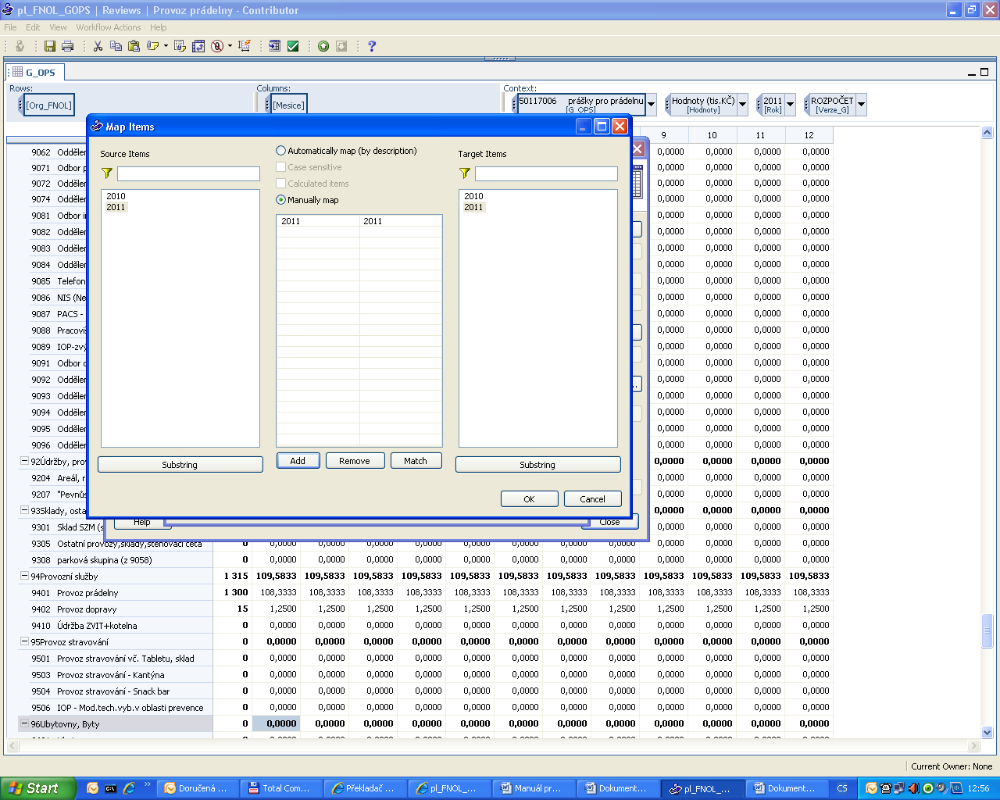 pl_FNOL_GOPS | Reviews | Provoz prádelny - Contributor
File Edit View Workflow Actions Help
G_OPS
Rows: Columns: Context:
[Org_FNOL] [Mesice] 50117006 prášky pro prádelnu [G_OPS] Hodnoty (tis.KČ) [Hodnoty] 2011 [Rok] ROZPOČET [Verze_G]
Map Items
Source Items
Automatically map (by description)
Case sensitive
Calculated items
Manually map
Target Items
2010
2011
2011 2011
2010
2011
Substring Add Remove Match Substring
OK Cancel
Help Close
9 10 11 12
9062 Oddělen 0,0000 0,0000 0,0000 0,0000
9071 Odbor p 0,0000 0,0000 0,0000 0,0000
9072 Oddělen 0,0000 0,0000 0,0000 0,0000
9074 Oddělen 0,0000 0,0000 0,0000 0,0000
9081 Odbor in 0,0000 0,0000 0,0000 0,0000
9082 Oddělen 0,0000 0,0000 0,0000 0,0000
9083 Oddělen 0,0000 0,0000 0,0000 0,0000
9084 Oddělen 0,0000 0,0000 0,0000 0,0000
9085 Telefon 0,0000 0,0000 0,0000 0,0000
9086 NIS (Ne 0,0000 0,0000 0,0000 0,0000
9087 PACS - 0,0000 0,0000 0,0000 0,0000
9088 Pracoviš 0,0000 0,0000 0,0000 0,0000
9089 IOP-zvý 0,0000 0,0000 0,0000 0,0000
9091 Odbor 0,0000 0,0000 0,0000 0,0000
9092 Oddělen 0,0000 0,0000 0,0000 0,0000
9093 Oddělen 0,0000 0,0000 0,0000 0,0000
9094 Oddělen 0,0000 0,0000 0,0000 0,0000
9095 Oddělen 0,0000 0,0000 0,0000 0,0000
9096 Oddělen 0,0000 0,0000 0,0000 0,0000
92Údržby, prov 0,0000 0,0000 0,0000 0,0000
9204 Areál, r 0,0000 0,0000 0,0000 0,0000
9207 "Pevnůs 0,0000 0,0000 0,0000 0,0000
93Sklady, osta 0,0000 0,0000 0,0000 0,0000
9301 Sklad SZM (s 0,0000 0,0000 0,0000 0,0000
9305 Ostatní provozy,sklady,stěhovací četa 0 0,0000 0,0000 0,0000 0,0000 0,0000 0,0000 0,0000 0,0000 0,0000 0,0000 0,0000 0,0000
9308 parková skupina (z 9058) 0 0,0000 0,0000 0,0000 0,0000 0,0000 0,0000 0,0000 0,0000 0,0000 0,0000 0,0000 0,0000
94Provozní služby 1 315 109,5833 109,5833 109,5833 109,5833 109,5833 109,5833 109,5833 109,5833 109,5833 109,5833 109,5833 109,5833
9401 Provoz prádelny 1 300 108,3333 108,3333 108,3333 108,3333 108,3333 108,3333 108,3333 108,3333 108,3333 108,3333 108,3333 108,3333
9402 Provoz dopravy 15 1,2500 1,2500 1,2500 1,2500 1,2500 1,2500 1,2500 1,2500 1,2500 1,2500 1,2500 1,2500
9410 Údržba ZVIT+kotelna 0 0,0000 0,0000 0,0000 0,0000 0,0000 0,0000 0,0000 0,0000 0,0000 0,0000 0,0000 0,0000
95Provoz stravování 0 0,0000 0,0000 0,0000 0,0000 0,0000 0,0000 0,0000 0,0000 0,0000 0,0000 0,0000 0,0000
9501 Provoz stravování vč. Tabletu, sklad 0 0,0000 0,0000 0,0000 0,0000 0,0000 0,0000 0,0000 0,0000 0,0000 0,0000 0,0000 0,0000
9503 Provoz stravování - Kantýna 0 0,0000 0,0000 0,0000 0,0000 0,0000 0,0000 0,0000 0,0000 0,0000 0,0000 0,0000 0,0000
9504 Provoz stravování - Snack bar 0 0,0000 0,0000 0,0000 0,0000 0,0000 0,0000 0,0000 0,0000 0,0000 0,0000 0,0000 0,0000
9506 IOP - Mod.tech.vyb.v oblasti prevence 0 0,0000 0,0000 0,0000 0,0000 0,0000 0,0000 0,0000 0,0000 0,0000 0,0000 0,0000 0,0000
96Ubytovny, Byty 0 0,0000 0,0000 0,0000 0,0000 0,0000 0,0000 0,0000 0,0000 0,0000 0,0000 0,0000 0,0000
Current Owner: None
Start Doručená ... Total Com... Překladač ... pl_FNOL_... Manuál pr... Dokument... pl_FNOL_... Dokument... CS 12:56